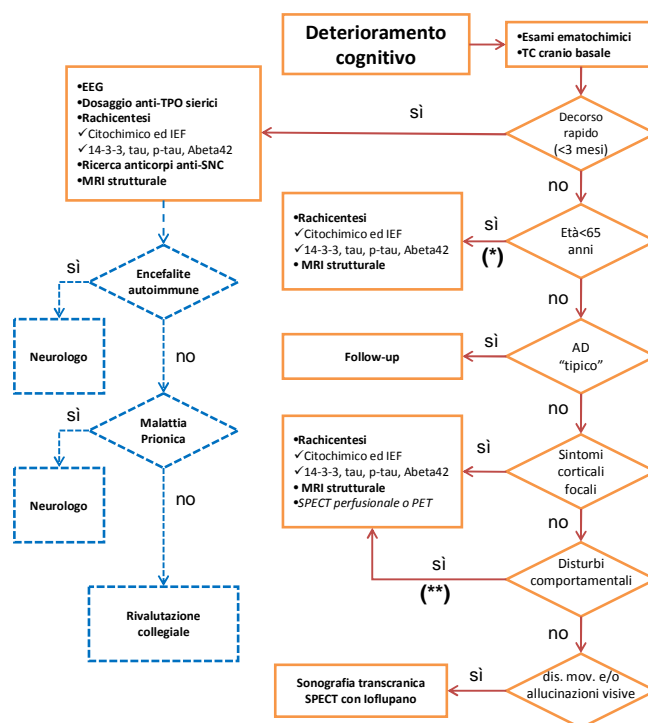 Deterioramento
cognitivo
•Esami ematochimici
•TC cranio basale
•EEG
•Dosaggio anti-TPO sierici
•Rachicentesi
✓Citochimico ed IEF
✓14-3-3, tau, p-tau, Abeta42
•Ricerca anticorpi anti-SNC
•MRI strutturale
sì
Decorso
rapido
(<3 mesi)
no
•Rachicentesi
✓Citochimico ed IEF
✓14-3-3, tau, p-tau, Abeta42
• MRI strutturale
sì
(*)
Età<65
anni
no
sì
Encefalite
autoimmune
Neurologo
no
Follow-up
sì
AD
“tipico”
no
sì
Malattia
Prionica
Neurologo
no
•Rachicentesi
✓Citochimico ed IEF
✓14-3-3, tau, p-tau, Abeta42
• MRI strutturale
•SPECT perfusionale o PET
sì
Sintomi
corticali
focali
no
sì
(**)
Disturbi
comportamentali
no
Rivalutazione
collegiale
Sonografia transcranica
SPECT con Ioflupano
sì
dis. mov. e/o
allucinazioni visive